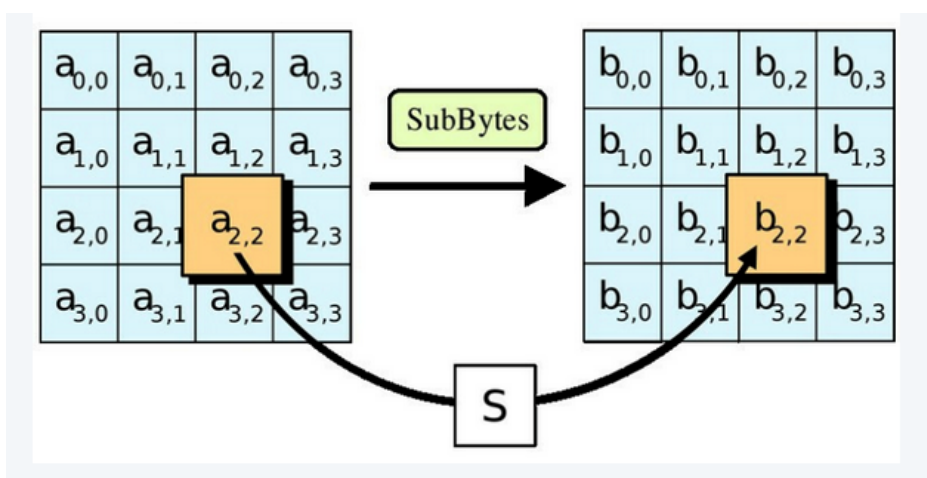 a0,0 a0,1 a0,2 a0,3
a1,0 a1,1 a1,2 a1,3
a2,0 a2,1 a2,2 a2,3
a3,0 a3,1 a3,2 a3,3
SubBytes
b0,0 b0,1 b0,2 b0,3
b1,0 b1,1 b1,2 b1,3
b2,0 b2,1 b2,2 b2,3
b3,0 b3,1 b3,2 b3,3
S